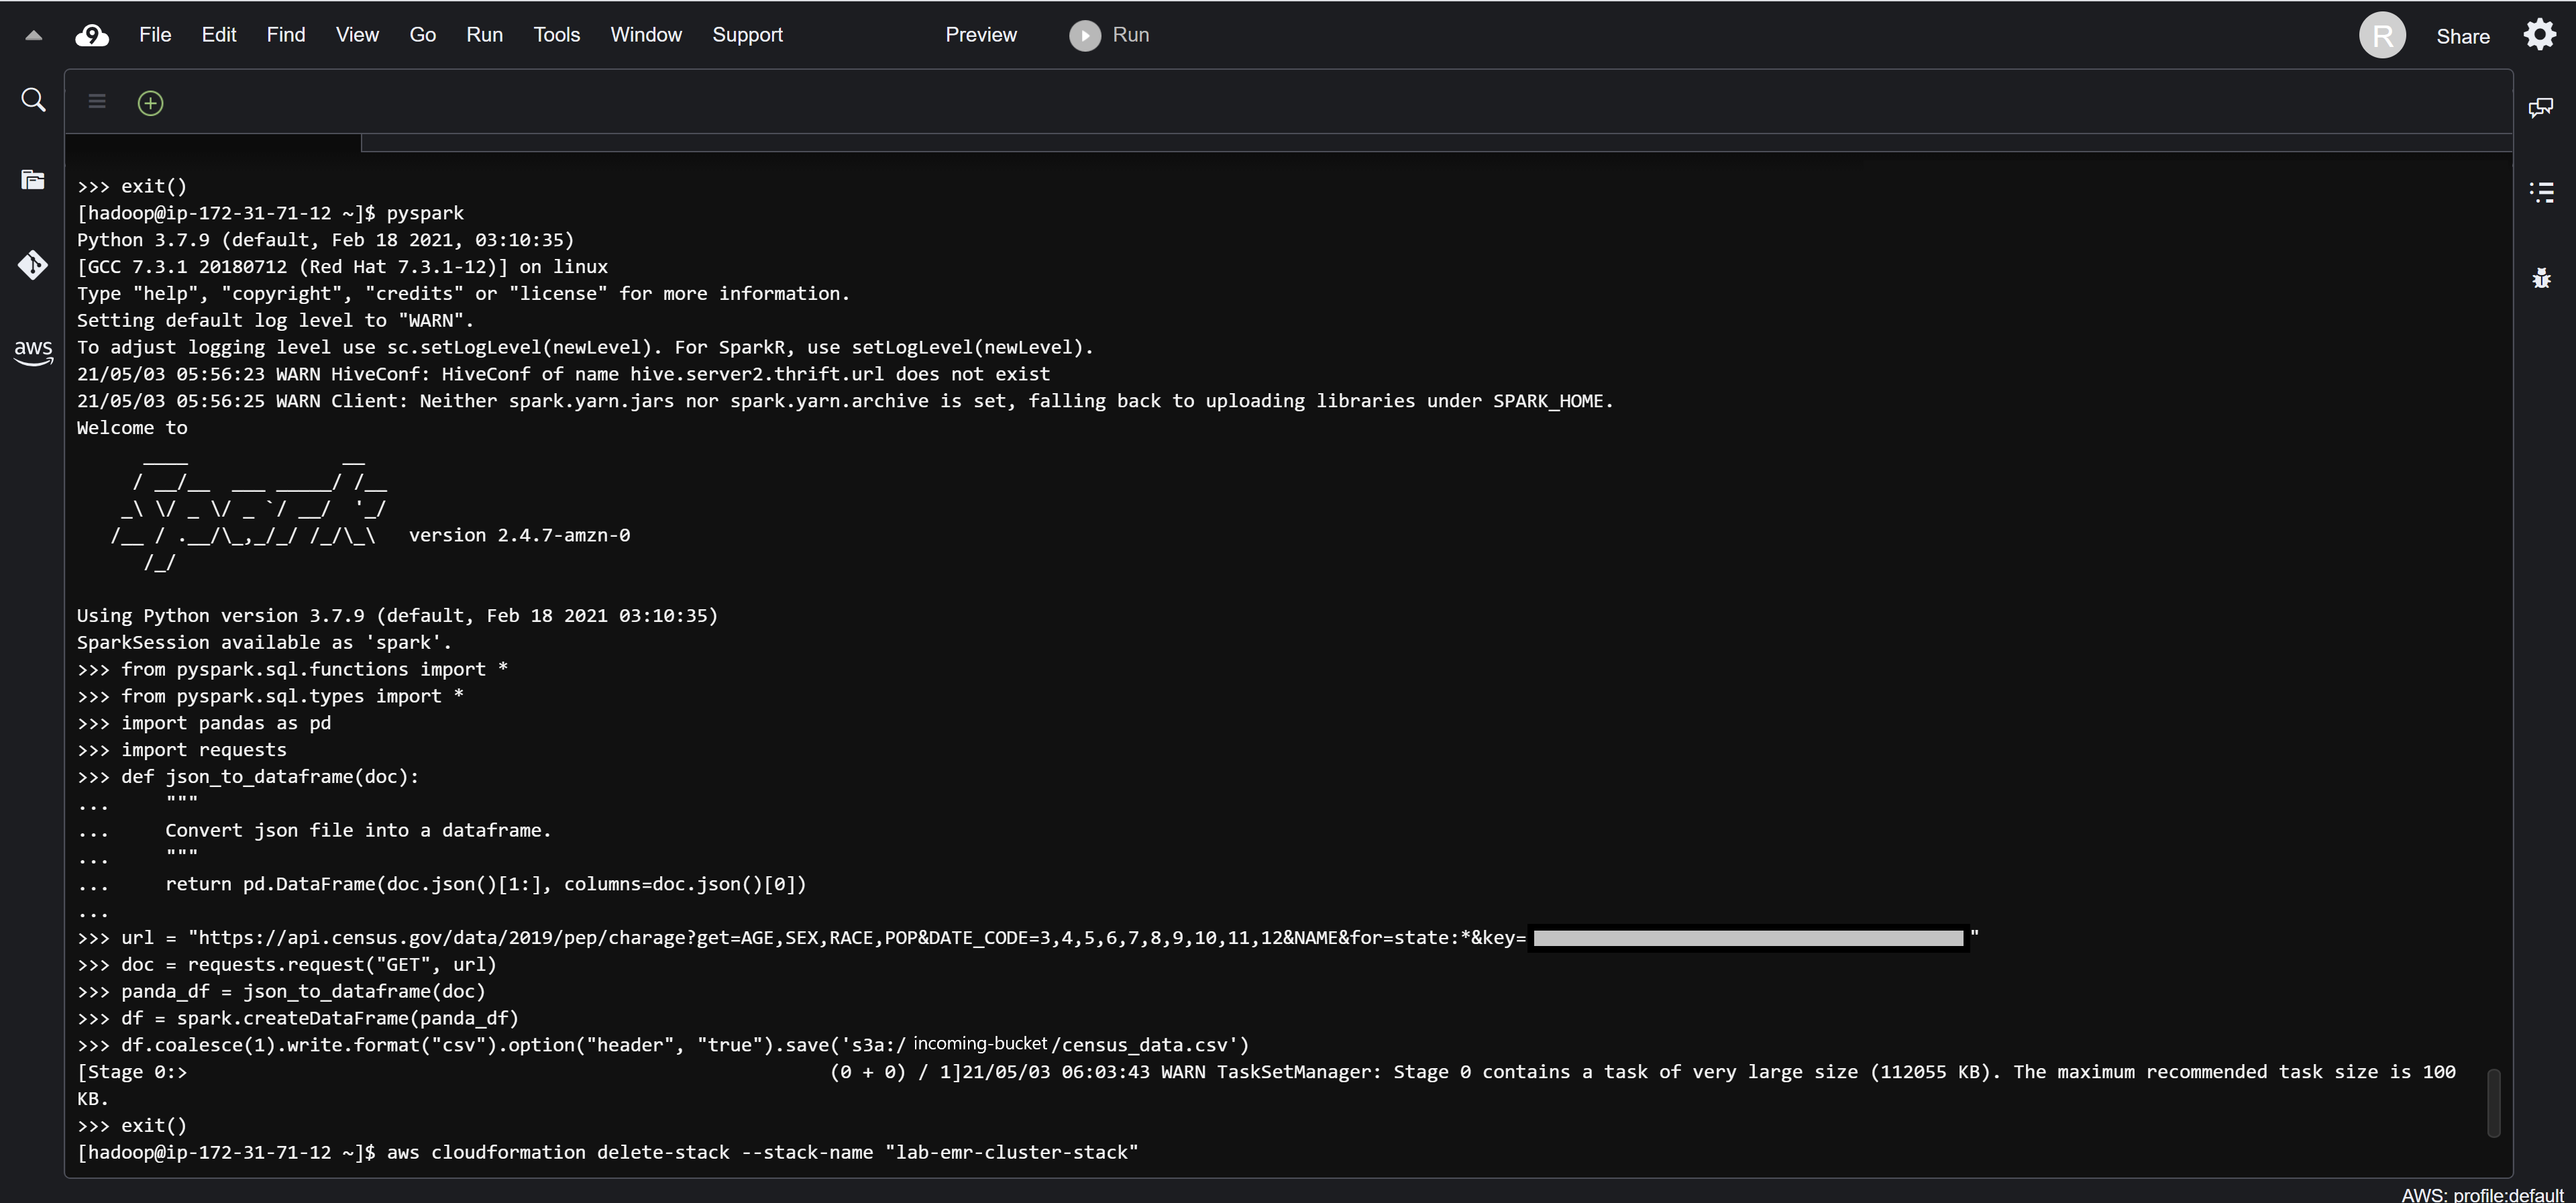 9 File Edit Find View Go Run Tools Window Support Preview Run R Share
aws
>>> exit()
[hadoop@ip-172-31-71-12 ~]$ pyspark
Python 3.7.9 (default, Feb 18 2021, 03:10:35)
[GCC 7.3.1 20180712 (Red Hat 7.3.1-12)] on linux
Type "help", "copyright", "credits" or "license" for more information.
Setting default log level to "WARN".
To adjust logging level use sc.setLogLevel(newLevel). For SparkR, use setLogLevel(newLevel).
21/05/03 05:56:23 WARN HiveConf: HiveConf of name hive.server2.thrift.url does not exist
21/05/03 05:56:25 WARN Client: Neither spark.yarn.jars nor spark.yarn.archive is set, falling back to uploading libraries under SPARK_HOME.
Welcome to
      ____              __
     / __/__  ___ _____/ /__
    _\ \/ _ \/ _ `/ __/  '_/
   /__ / .__/\_,_/_/ /_/\_\   version 2.4.7-amzn-0
      /_/
Using Python version 3.7.9 (default, Feb 18 2021 03:10:35)
SparkSession available as 'spark'.
>>> from pyspark.sql.functions import *
>>> from pyspark.sql.types import *
>>> import pandas as pd
>>> import requests
>>> def json_to_dataframe(doc):
...     """
...     Convert json file into a dataframe.
...     """
...     return pd.DataFrame(doc.json()[1:], columns=doc.json()[0])
...
>>> url = "https://api.census.gov/data/2019/pep/charage?get=AGE,SEX,RACE,POP&DATE_CODE=3,4,5,6,7,8,9,10,11,12&NAME&for=state:*&key= "
>>> doc = requests.request("GET", url)
>>> panda_df = json_to_dataframe(doc)
>>> df = spark.createDataFrame(panda_df)
>>> df.coalesce(1).write.format("csv").option("header", "true").save('s3a:/ incoming-bucket /census_data.csv')
[Stage 0:>                                                          (0 + 0) / 1]21/05/03 06:03:43 WARN TaskSetManager: Stage 0 contains a task of very large size (112055 KB). The maximum recommended task size is 100
KB.
>>> exit()
[hadoop@ip-172-31-71-12 ~]$ aws cloudformation delete-stack --stack-name "lab-emr-cluster-stack"
AWS: profile:default